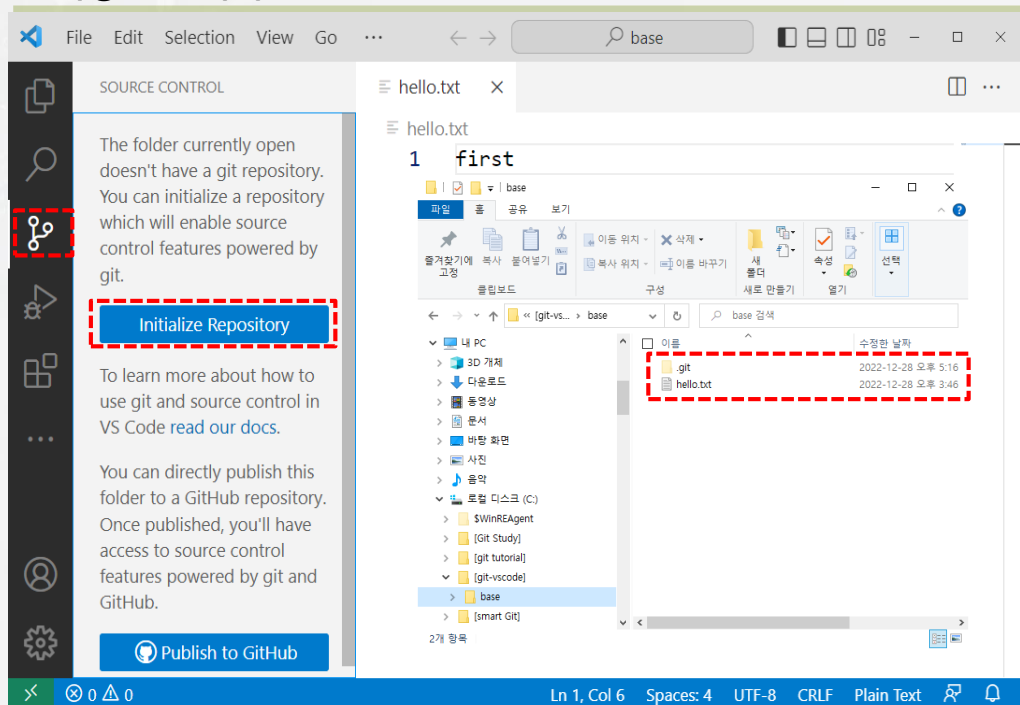 File Edit Selection View Go ... base
SOURCE CONTROL
The folder currently open
doesn't have a git repository.
You can initialize a repository
which will enable source
control features powered by
git.
Initialize Repository
To learn more about how to
use git and source control in
VS Code read our docs.
You can directly publish this
folder to a GitHub repository.
Once published, you'll have
access to source control
features powered by git and
GitHub.
Publish to GitHub
hello.txt
hello.txt
1 first
base
파일 홈 공유 보기
즐겨찾기에 고정
복사
붙여넣기
클립보드
이동 위치
복사 위치
삭제
이름 바꾸기
구성
새 폴더
새로 만들기
속성
열기
선택
« [git-vs... › base
base 검색
내 PC
3D 개체
다운로드
동영상
문서
바탕 화면
사진
음악
로컬 디스크 (C:)
$WinREAgent
[Git Study]
[git tutorial]
[git-vscode]
base
[smart Git]
이름 수정한 날짜
.git 2022-12-28 오후 5:16
hello.txt 2022-12-28 오후 3:46
2개 항목
0 0 Ln 1, Col 6 Spaces: 4 UTF-8 CRLF Plain Text